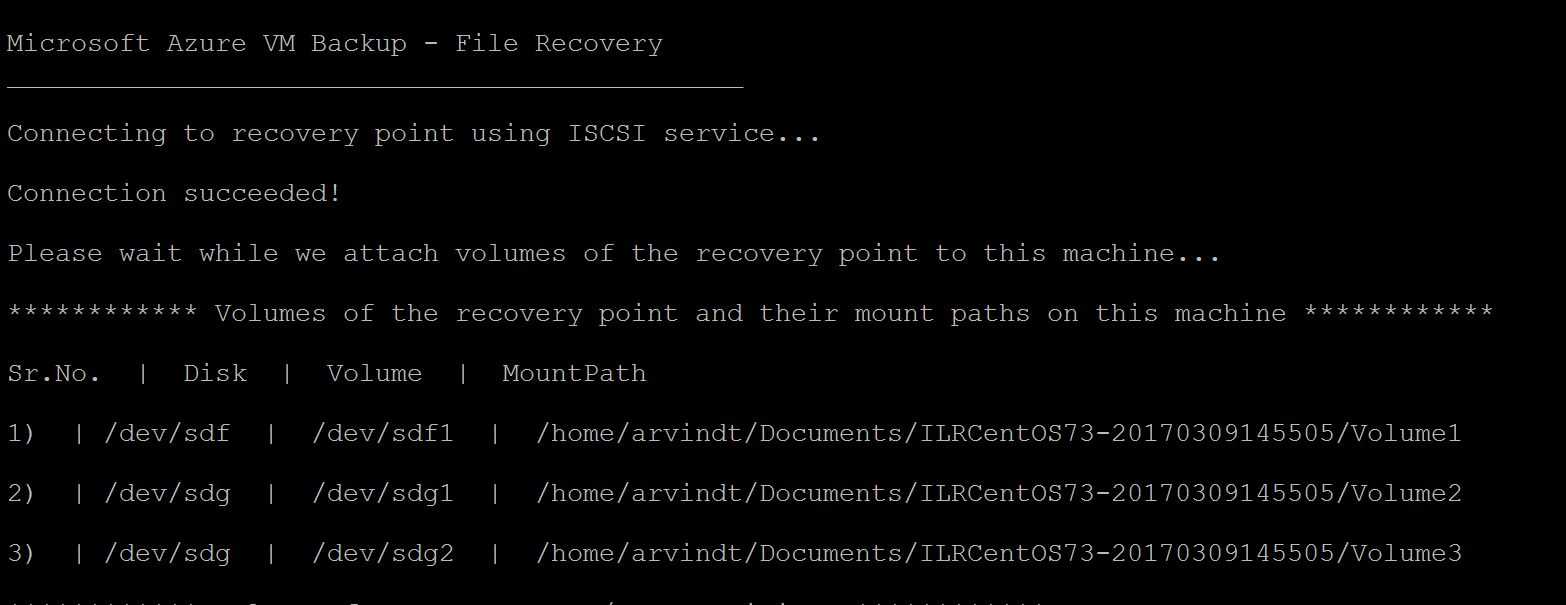 Microsoft Azure VM Backup - File Recovery
______________________________________________
Connecting to recovery point using ISCSI service...
Connection succeeded!
Please wait while we attach volumes of the recovery point to this machine...
************ Volumes of the recovery point and their mount paths on this machine ************
Sr.No.  |  Disk  |  Volume  |  MountPath
1)  | /dev/sdf  |  /dev/sdf1  |  /home/arvindt/Documents/ILRCentOS73-20170309145505/Volume1
2)  | /dev/sdg  |  /dev/sdg1  |  /home/arvindt/Documents/ILRCentOS73-20170309145505/Volume2
3)  | /dev/sdg  |  /dev/sdg2  |  /home/arvindt/Documents/ILRCentOS73-20170309145505/Volume3